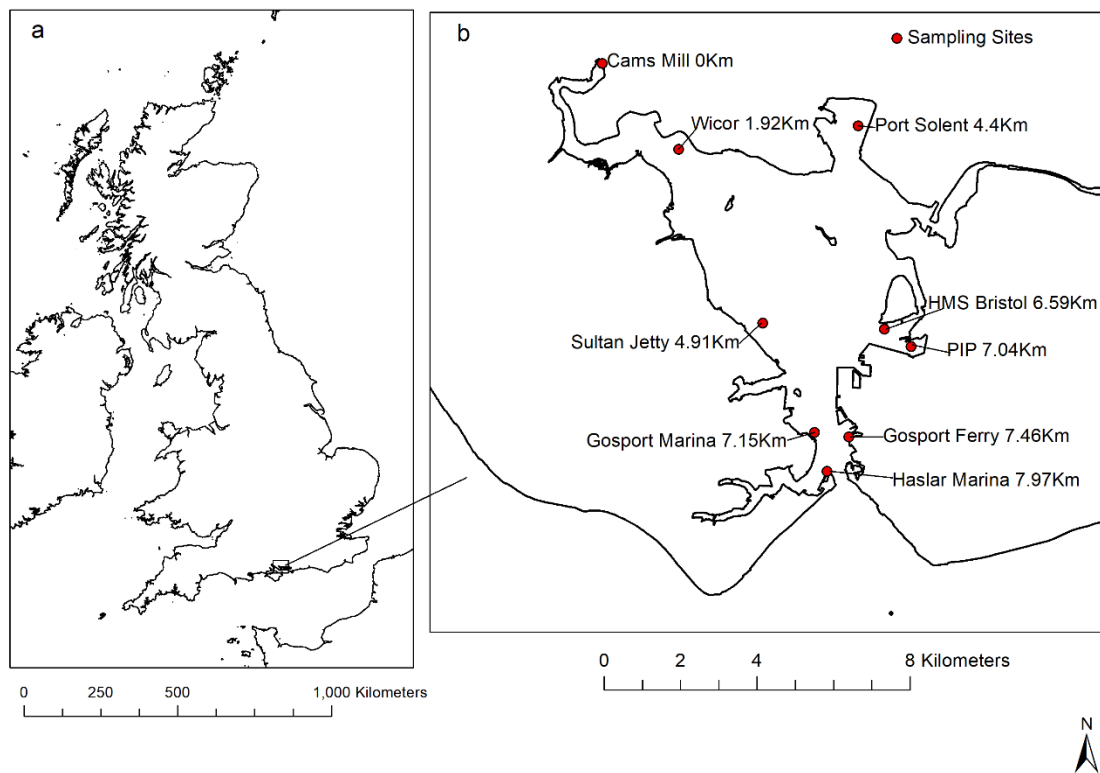 a
0 250 500 1,000 Kilometers
b
Sampling Sites
Cams Mill 0Km
Wicor 1.92Km
Port Solent 4.4Km
HMS Bristol 6.59Km
Sultan Jetty 4.91Km
PIP 7.04Km
Gosport Marina 7.15Km
Gosport Ferry 7.46Km
Haslar Marina 7.97Km
0 2 4 8 Kilometers
N